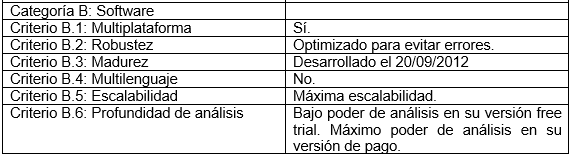 Categoría B: Software
Criterio B.1: Multiplataforma Sí.
Criterio B.2: Robustez Optimizado para evitar errores.
Criterio B.3: Madurez Desarrollado el 20/09/2012
Criterio B.4: Multilenguaje No.
Criterio B.5: Escalabilidad Máxima escalabilidad.
Criterio B.6: Profundidad de análisis Bajo poder de análisis en su versión free
trial. Máximo poder de análisis en su
versión de pago.